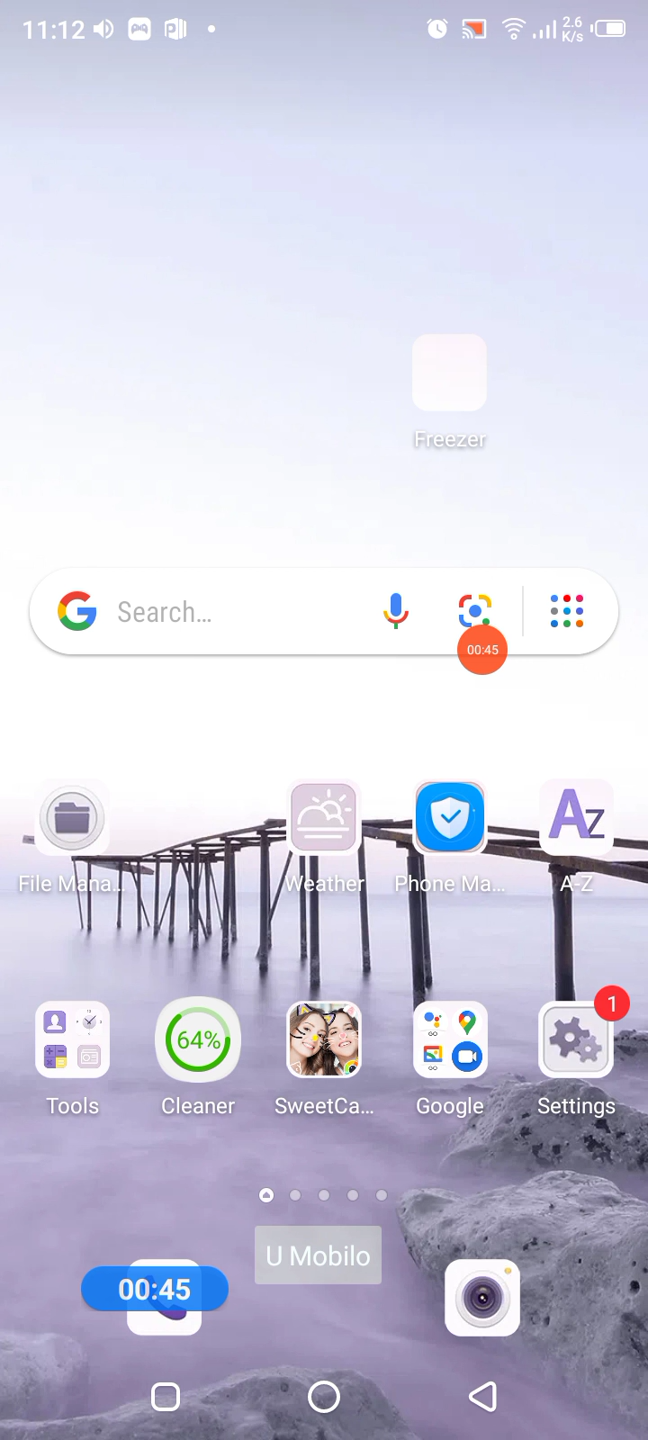 11:12
2.6
K/s
Freezer
Search…
00:45
File Mana…
Weather
Phone Ma…
AZ
A-Z
64%
1
Tools
Cleaner
SweetCa…
Google
Settings
U Mobilo
00:45